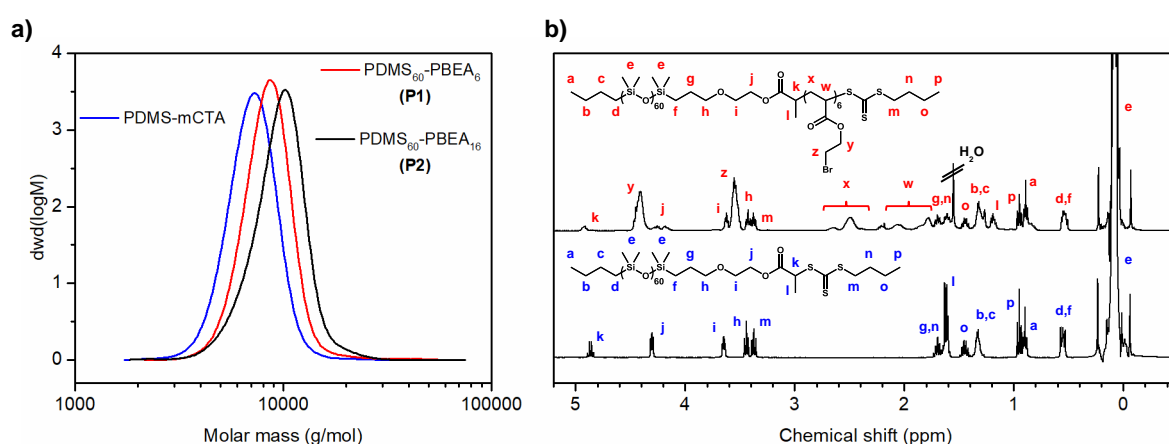 a)
dwd(logM)
4
3
2
1
0
PDMS-mCTA
PDMS₆₀-PBEA₆
(P1)
PDMS₆₀-PBEA₁₆
(P2)
1000 10000 100000
Molar mass (g/mol)
b)
e e
a c g j k x w n p
Si O Si O O O S S
60 6
b d f h i l O S m o
O
z y
Br
H₂O
y z x w a
k j i h m g,n o b,c l p d,f e
e e
a c g j k n p
Si O Si O O O S S
60
b d f h i l S m o
k j i h m g,n l o b,c p a d,f e
5 4 3 2 1 0
Chemical shift (ppm)